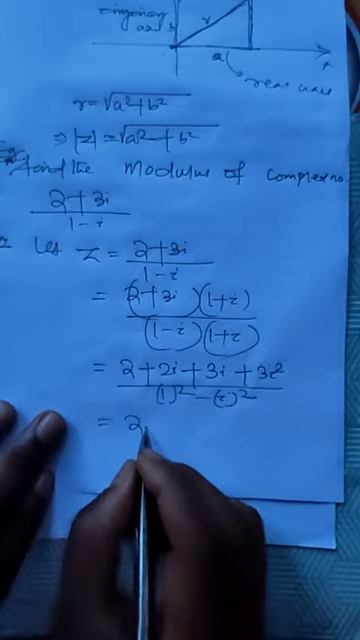 imaginary
axis
r
a
x
real axis
r = √a²+b²
⇒ |z| = √a² + b²
find the Modulus of complex no.
2+3i
1-i
Let Z = 2+3i
1-i
= (2+3i)(1+i)
(1-i)(1+i)
= 2+2i+3i+3i²
(1)²-(i)²
= 2